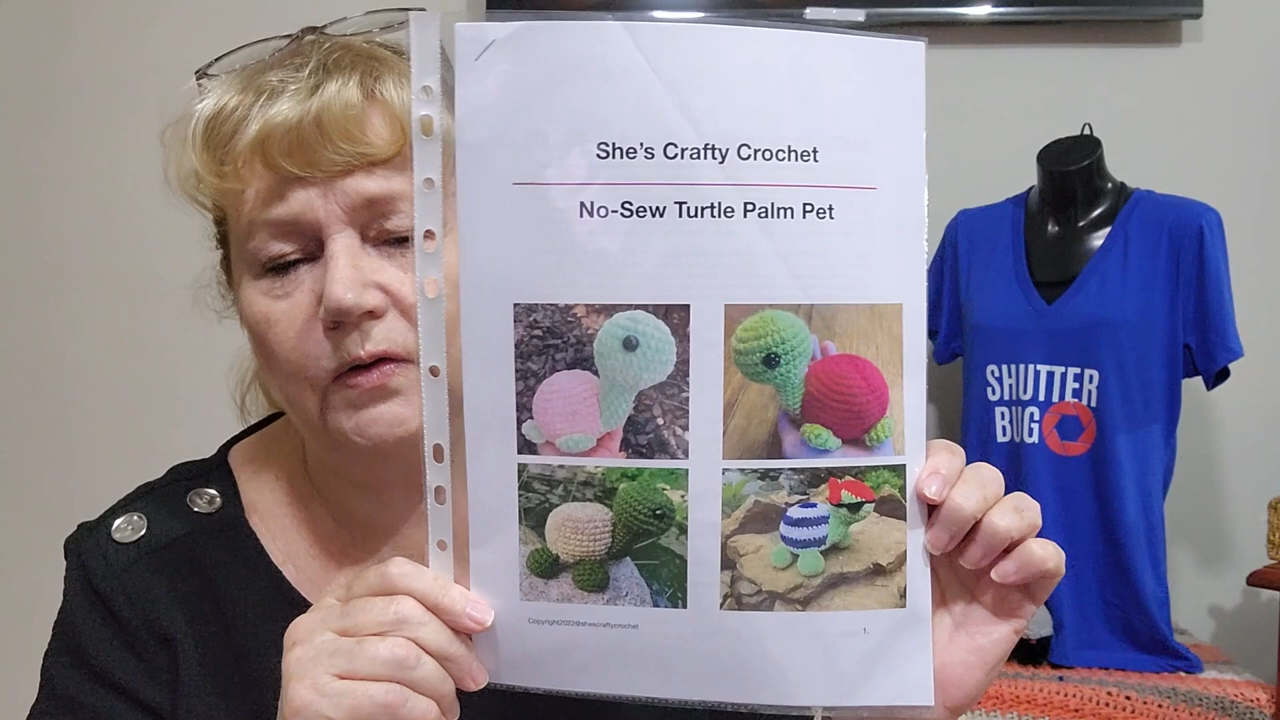 She's Crafty Crochet
No-Sew Turtle Palm Pet
Copyright2022@shescraftycrochet
1.
SHUTTER
BUG